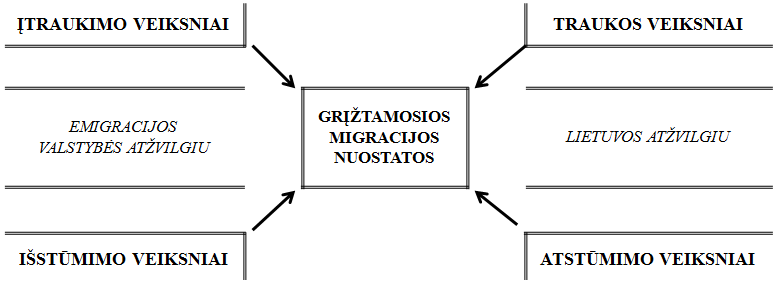 ĮTRAUKIMO VEIKSNIAI
TRAUKOS VEIKSNIAI
GRĮŽTAMOSIOS
MIGRACIJOS
NUOSTATOS
EMIGRACIJOS
VALSTYBĖS ATŽVILGIU
LIETUVOS ATŽVILGIU
IŠSTŪMIMO VEIKSNIAI
ATSTŪMIMO VEIKSNIAI